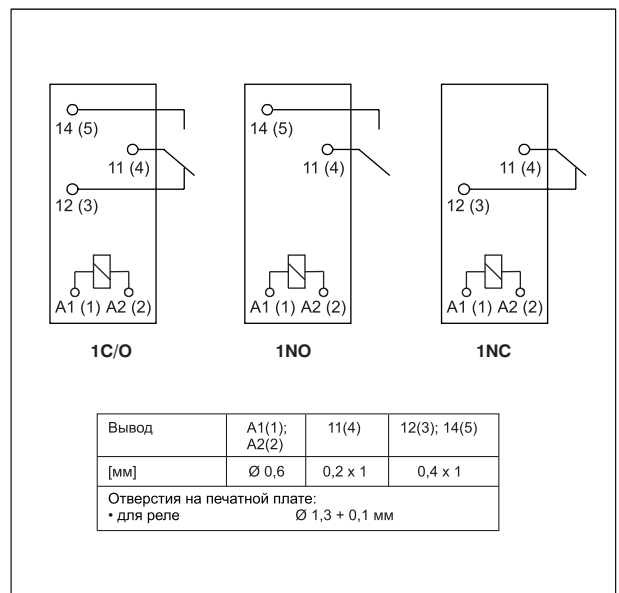 14 (5)
11 (4)
12 (3)
A1 (1) A2 (2)
1C/O
14 (5)
11 (4)
A1 (1) A2 (2)
1NO
11 (4)
12 (3)
A1 (1) A2 (2)
1NC
Вывод
A1(1);
A2(2)
11(4)
12(3); 14(5)
[мм]
Ø 0,6
0,2 x 1
0,4 x 1
Отверстия на печатной плате:
• для реле Ø 1,3 + 0,1 мм